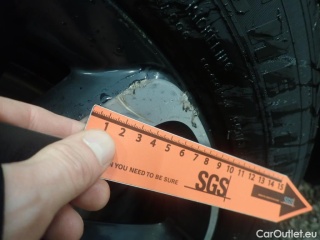 1 2 3 4 5 6 7 8 9 10 11 12 13 14 15
YOU NEED TO BE SURE
SGS
CarOutlet.eu